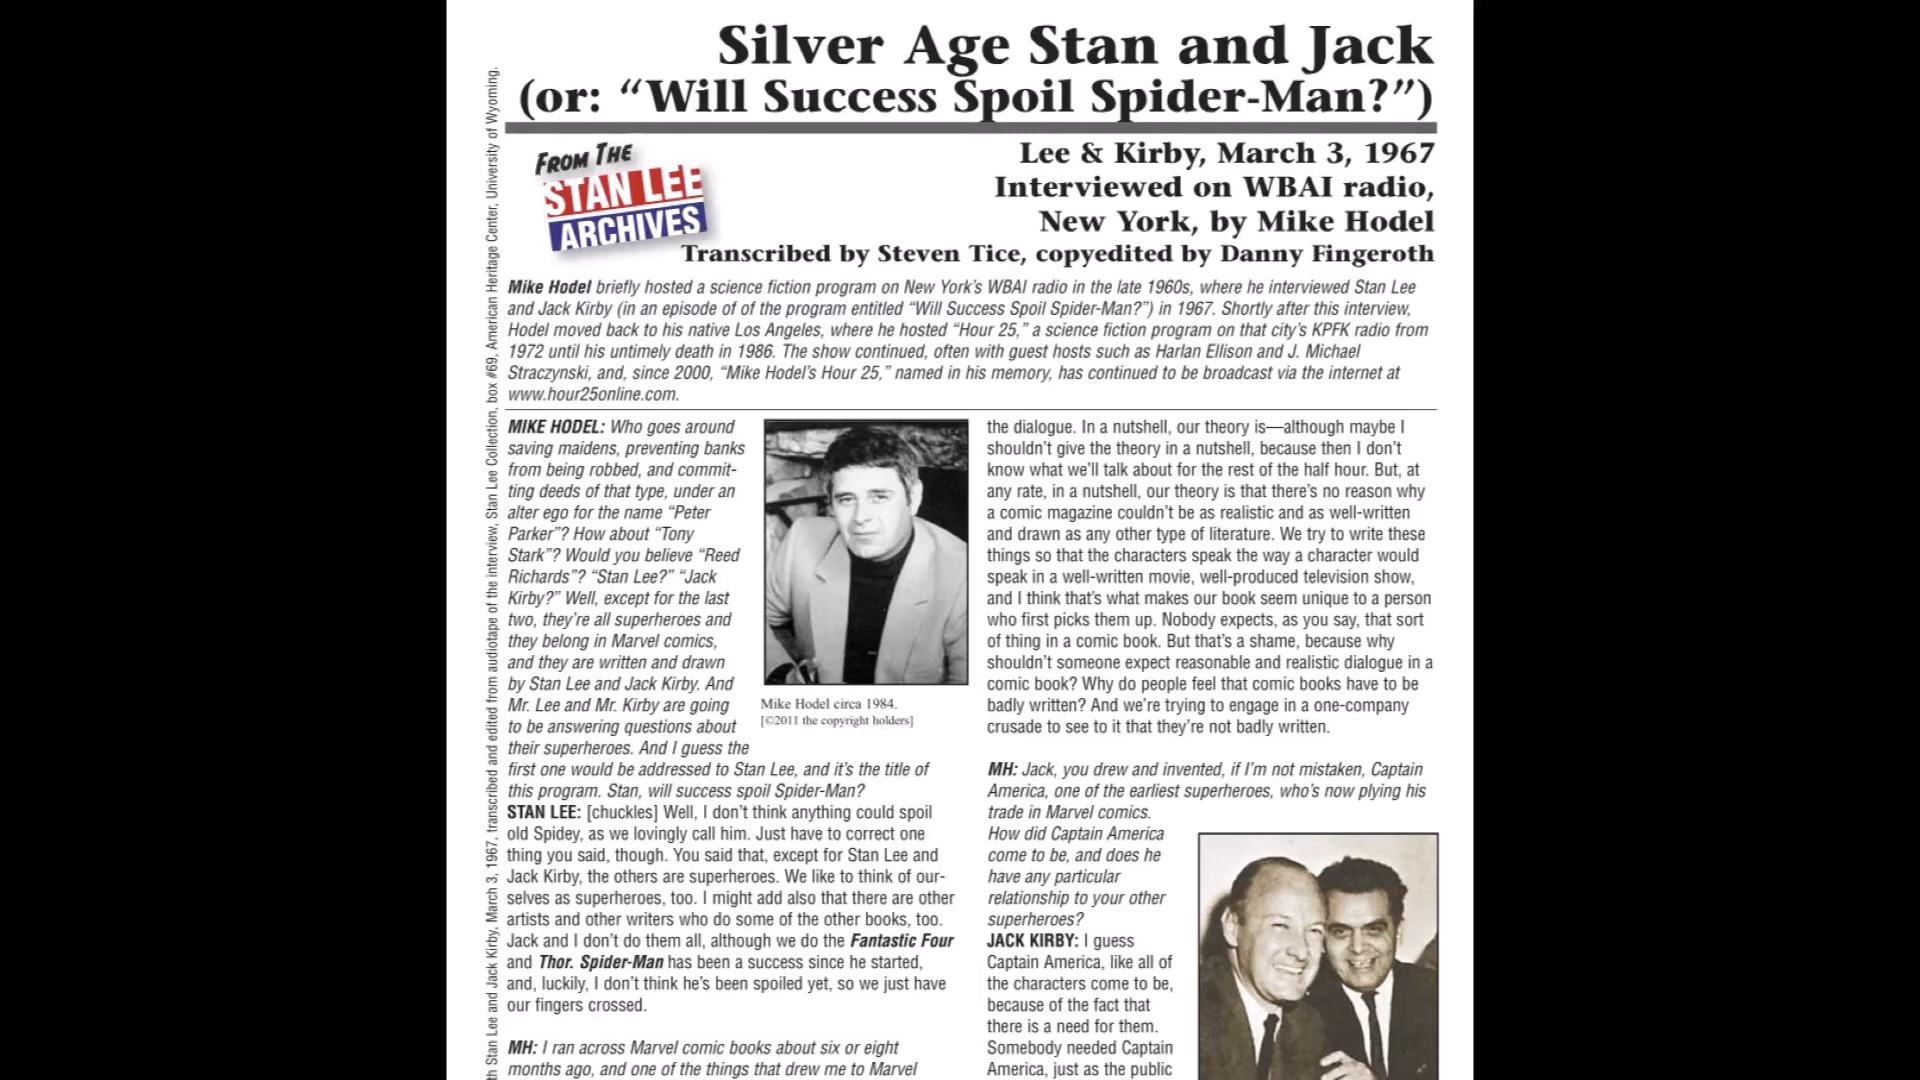 Silver Age Stan and Jack
(or: “Will Success Spoil Spider-Man?”)
FROM THE
STAN LEE
ARCHIVES
Lee & Kirby, March 3, 1967
Interviewed on WBAI radio,
New York, by Mike Hodel
Transcribed by Steven Tice, copyedited by Danny Fingeroth
Mike Hodel briefly hosted a science fiction program on New York’s WBAI radio in the late 1960s, where he interviewed Stan Lee
and Jack Kirby (in an episode of of the program entitled “Will Success Spoil Spider-Man?”) in 1967. Shortly after this interview,
Hodel moved back to his native Los Angeles, where he hosted “Hour 25,” a science fiction program on that city’s KPFK radio from
1972 until his untimely death in 1986. The show continued, often with guest hosts such as Harlan Ellison and J. Michael
Straczynski, and, since 2000, “Mike Hodel’s Hour 25,” named in his memory, has continued to be broadcast via the internet at
www.hour25online.com.
MIKE HODEL: Who goes around
saving maidens, preventing banks
from being robbed, and commit-
ting deeds of that type, under an
alter ego for the name “Peter
Parker”? How about “Tony
Stark”? Would you believe “Reed
Richards”? “Stan Lee?” “Jack
Kirby?” Well, except for the last
two, they’re all superheroes and
they belong in Marvel comics,
and they are written and drawn
by Stan Lee and Jack Kirby. And
Mr. Lee and Mr. Kirby are going
to be answering questions about
their superheroes. And I guess the
first one would be addressed to Stan Lee, and it’s the title of
this program. Stan, will success spoil Spider-Man?
STAN LEE: [chuckles] Well, I don’t think anything could spoil
old Spidey, as we lovingly call him. Just have to correct one
thing you said, though. You said that, except for Stan Lee and
Jack Kirby, the others are superheroes. We like to think of our-
selves as superheroes, too. I might add also that there are other
artists and other writers who do some of the other books, too.
Jack and I don’t do them all, although we do the Fantastic Four
and Thor. Spider-Man has been a success since he started,
and, luckily, I don’t think he’s been spoiled yet, so we just have
our fingers crossed.
MH: I ran across Marvel comic books about six or eight
months ago, and one of the things that drew me to Marvel
Mike Hodel circa 1984.
[©2011 the copyright holders]
the dialogue. In a nutshell, our theory is—although maybe I
shouldn’t give the theory in a nutshell, because then I don’t
know what we’ll talk about for the rest of the half hour. But, at
any rate, in a nutshell, our theory is that there’s no reason why
a comic magazine couldn’t be as realistic and as well-written
and drawn as any other type of literature. We try to write these
things so that the characters speak the way a character would
speak in a well-written movie, well-produced television show,
and I think that’s what makes our book seem unique to a person
who first picks them up. Nobody expects, as you say, that sort
of thing in a comic book. But that’s a shame, because why
shouldn’t someone expect reasonable and realistic dialogue in a
comic book? Why do people feel that comic books have to be
badly written? And we’re trying to engage in a one-company
crusade to see to it that they’re not badly written.
MH: Jack, you drew and invented, if I’m not mistaken, Captain
America, one of the earliest superheroes, who’s now plying his
trade in Marvel comics.
How did Captain America
come to be, and does he
have any particular
relationship to your other
superheroes?
JACK KIRBY: I guess
Captain America, like all of
the characters come to be,
because of the fact that
there is a need for them.
Somebody needed Captain
America, just as the public
Stan Lee and Jack Kirby, March 3, 1967, transcribed and edited from audiotape of the interview, Stan Lee Collection, box #69, American Heritage Center, University of Wyoming.